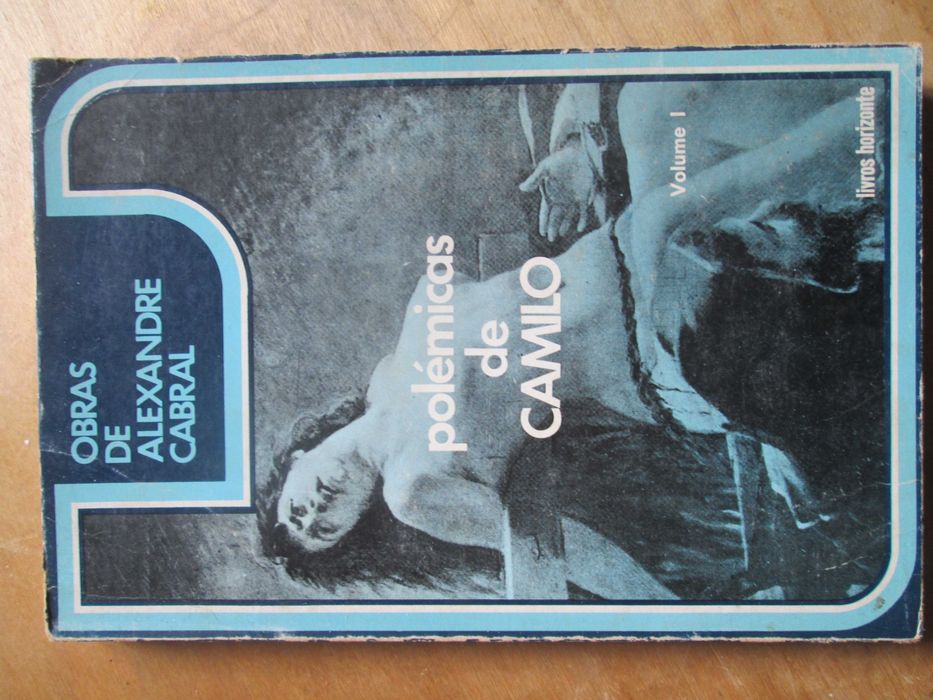 OBRAS
DE
ALEXANDRE
CABRAL
polémicas
de
CAMILO
Volume I
livros horizonte